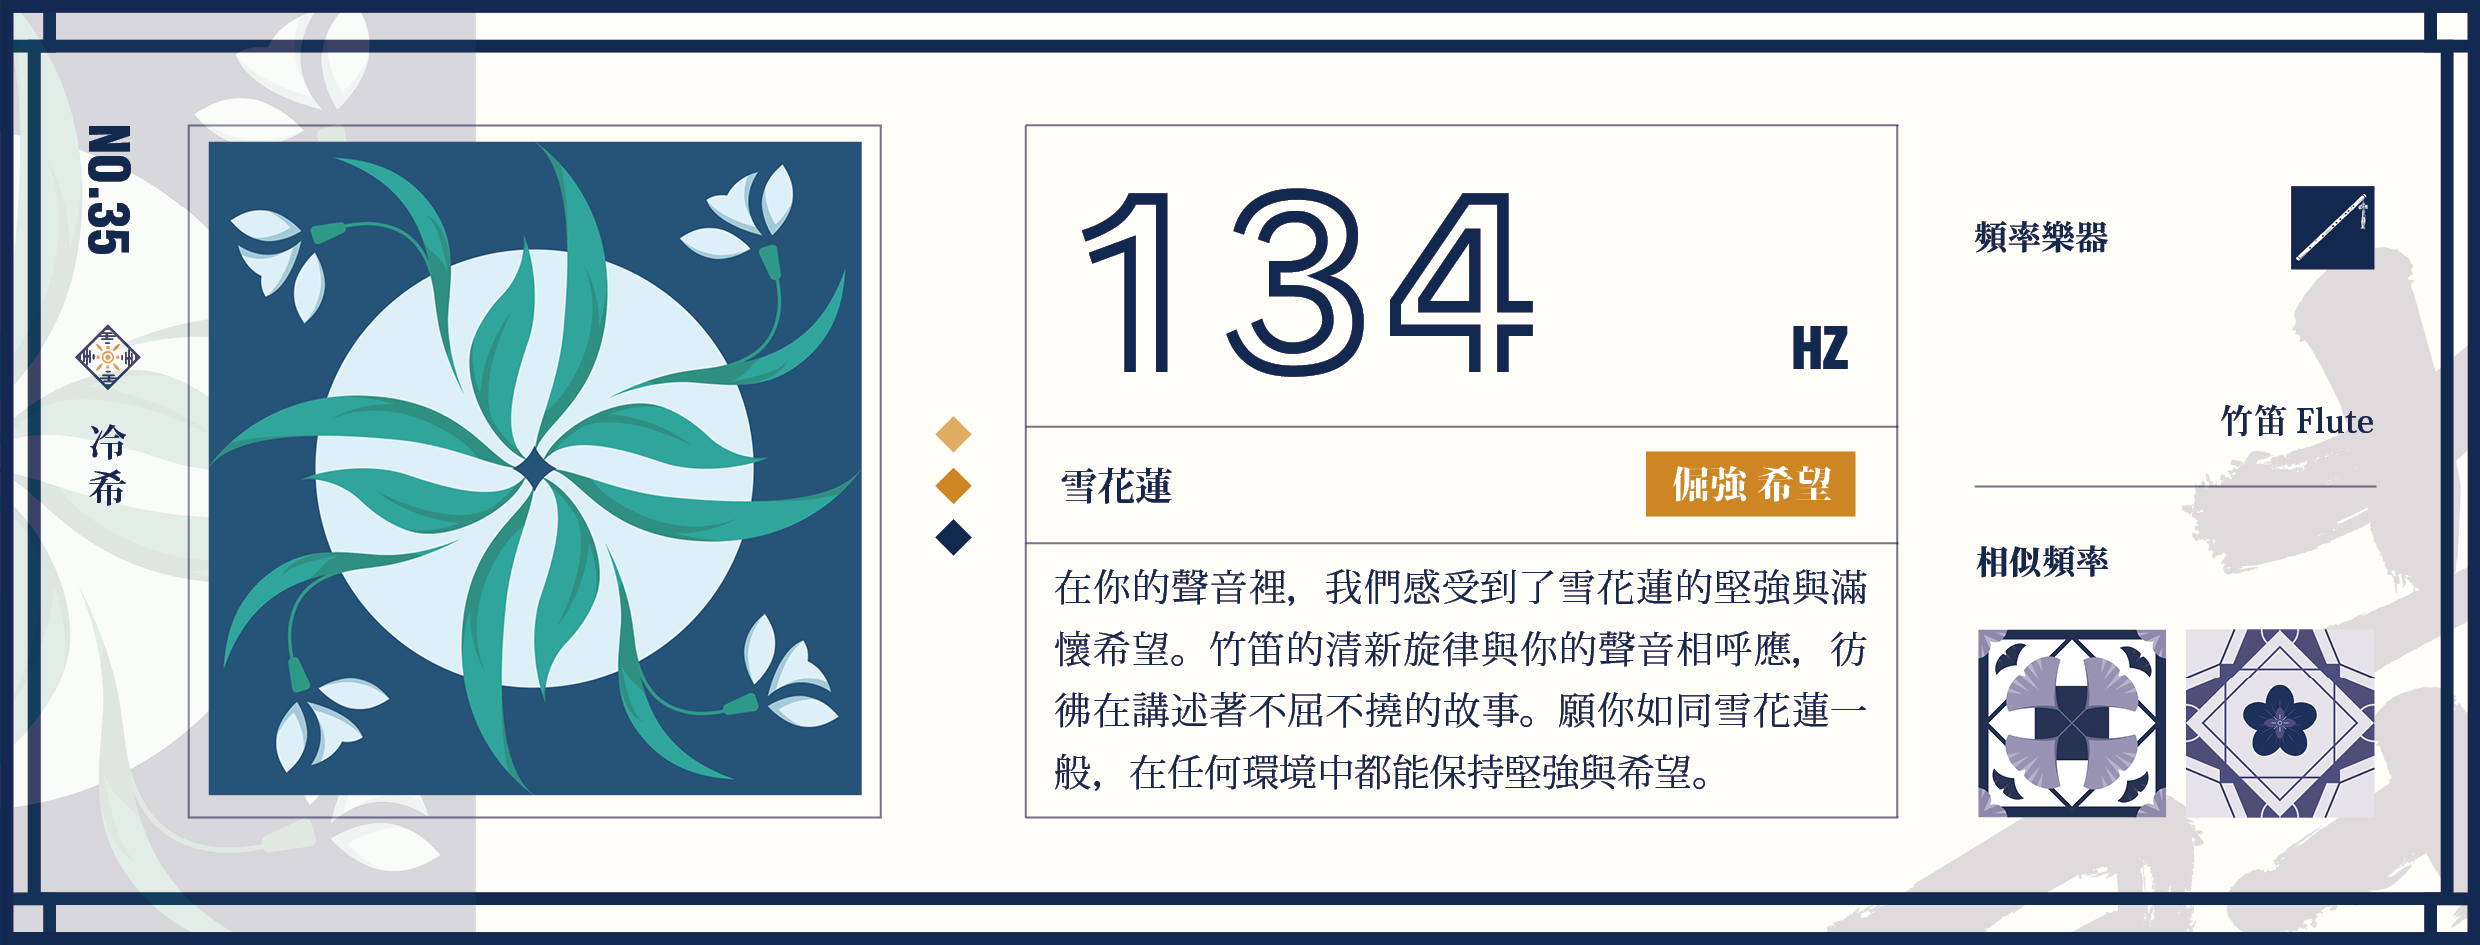 NO.35
冷希
134
HZ
雪花蓮
倔強 希望
在你的聲音裡，我們感受到了雪花蓮的堅強與滿
懷希望。竹笛的清新旋律與你的聲音相呼應，彷
彿在講述著不屈不撓的故事。願你如同雪花蓮一
般，在任何環境中都能保持堅強與希望。
頻率樂器
竹笛 Flute
相似頻率